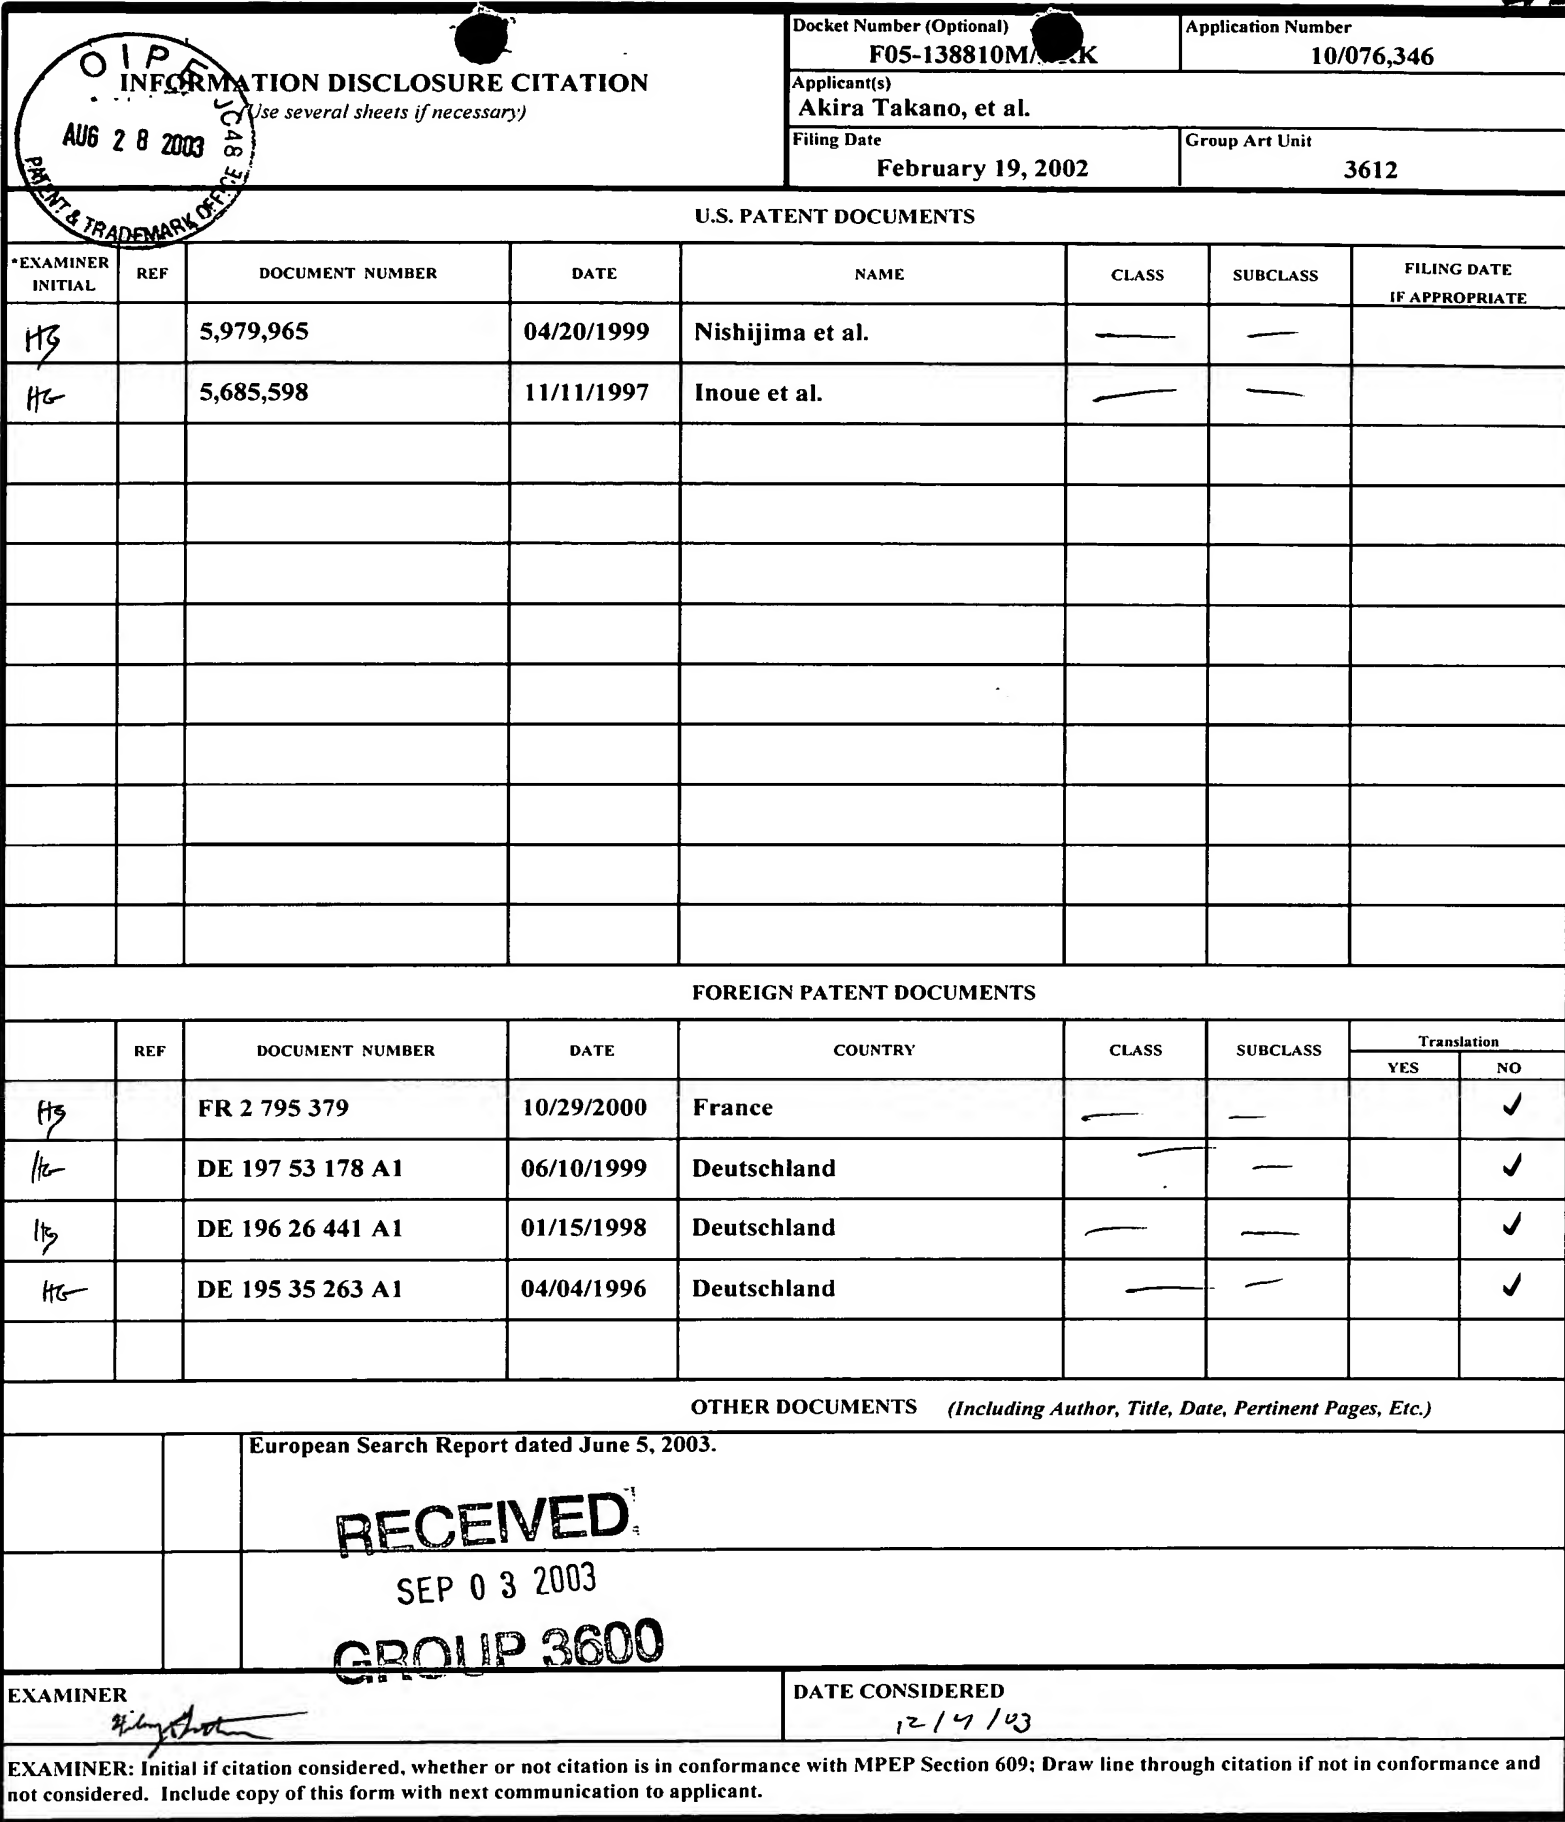 OIPE JC48
AUG 28 2003
PATENT & TRADEMARK OFFICE
INFORMATION DISCLOSURE CITATION
(Use several sheets if necessary)
Docket Number (Optional)
F05-138810M/
Application Number
10/076,346
Applicant(s)
Akira Takano, et al.
Filing Date
February 19, 2002
Group Art Unit
3612
U.S. PATENT DOCUMENTS
*EXAMINER INITIAL REF DOCUMENT NUMBER DATE NAME CLASS SUBCLASS FILING DATE IF APPROPRIATE
HG 5,979,965 04/20/1999 Nishijima et al. — —
HG 5,685,598 11/11/1997 Inoue et al. — —
FOREIGN PATENT DOCUMENTS
REF DOCUMENT NUMBER DATE COUNTRY CLASS SUBCLASS Translation
YES NO
HG FR 2 795 379 10/29/2000 France — — ✓
HG DE 197 53 178 A1 06/10/1999 Deutschland — — ✓
HG DE 196 26 441 A1 01/15/1998 Deutschland — — ✓
HG DE 195 35 263 A1 04/04/1996 Deutschland — — ✓
OTHER DOCUMENTS (Including Author, Title, Date, Pertinent Pages, Etc.)
European Search Report dated June 5, 2003.
RECEIVED
SEP 03 2003
GROUP 3600
EXAMINER
DATE CONSIDERED
EXAMINER: Initial if citation considered, whether or not citation is in conformance with MPEP Section 609; Draw line through citation if not in conformance and
not considered. Include copy of this form with next communication to applicant.